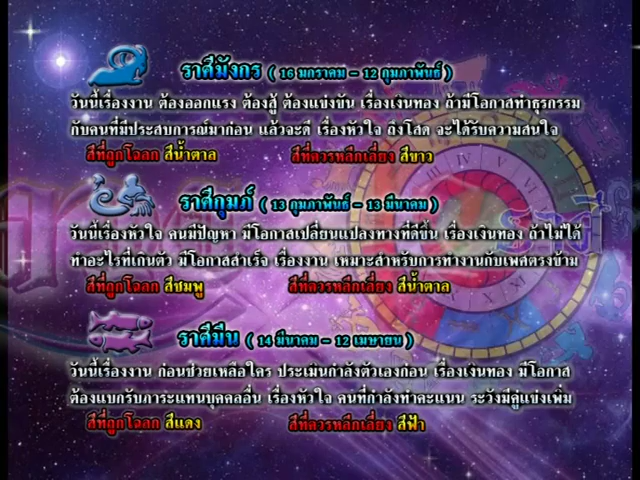 ราศีมังกร ( 16 มกราคม - 12 กุมภาพันธ์ )
วันนี้เรื่องงาน ต้องออกแรง ต้องสู้ ต้องแข่งขัน เรื่องเงินทอง ถ้ามีโอกาสทำธุรกรรม
กับคนที่มีประสบการณ์มาก่อน แล้วจะดี เรื่องหัวใจ ถึงโสด จะได้รับความสนใจ
สีที่ถูกโฉลก สีน้ำตาล สีที่ควรหลีกเลี่ยง สีขาว
ราศีกุมภ์ ( 13 กุมภาพันธ์ - 13 มีนาคม )
วันนี้เรื่องหัวใจ คนมีปัญหา มีโอกาสเปลี่ยนแปลงทางที่ดีขึ้น เรื่องเงินทอง ถ้าไม่ได้
ทำอะไรที่เกินตัว มีโอกาสสำเร็จ เรื่องงาน เหมาะสำหรับการทำงานกับเพศตรงข้าม
สีที่ถูกโฉลก สีชมพู สีที่ควรหลีกเลี่ยง สีน้ำตาล
ราศีมีน ( 14 มีนาคม - 12 เมษายน )
วันนี้เรื่องงาน ก่อนช่วยเหลือใคร ประเมินกำลังตัวเองก่อน เรื่องเงินทอง มีโอกาส
ต้องแบกรับภาระแทนบุคคลอื่น เรื่องหัวใจ คนที่กำลังทำคะแนน ระวังมีคู่แข่งเพิ่ม
สีที่ถูกโฉลก สีแดง สีที่ควรหลีกเลี่ยง สีฟ้า